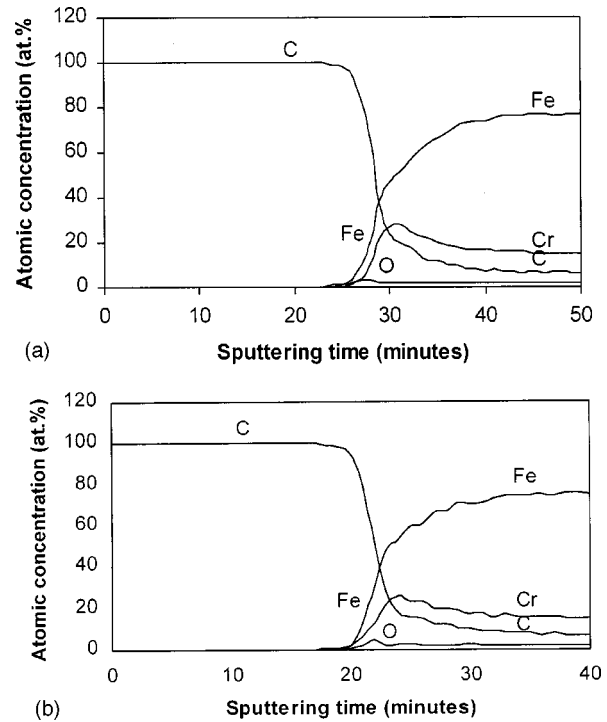 120
100
80
60
40
20
0
Atomic concentration (at.%)
C
Fe
Fe
O
Cr
C
0
10
20
30
40
50
(a)
Sputtering time (minutes)
120
100
80
60
40
20
0
Atomic concentration (at.%)
C
Fe
Fe
O
Cr
C
0
10
20
30
40
(b)
Sputtering time (minutes)